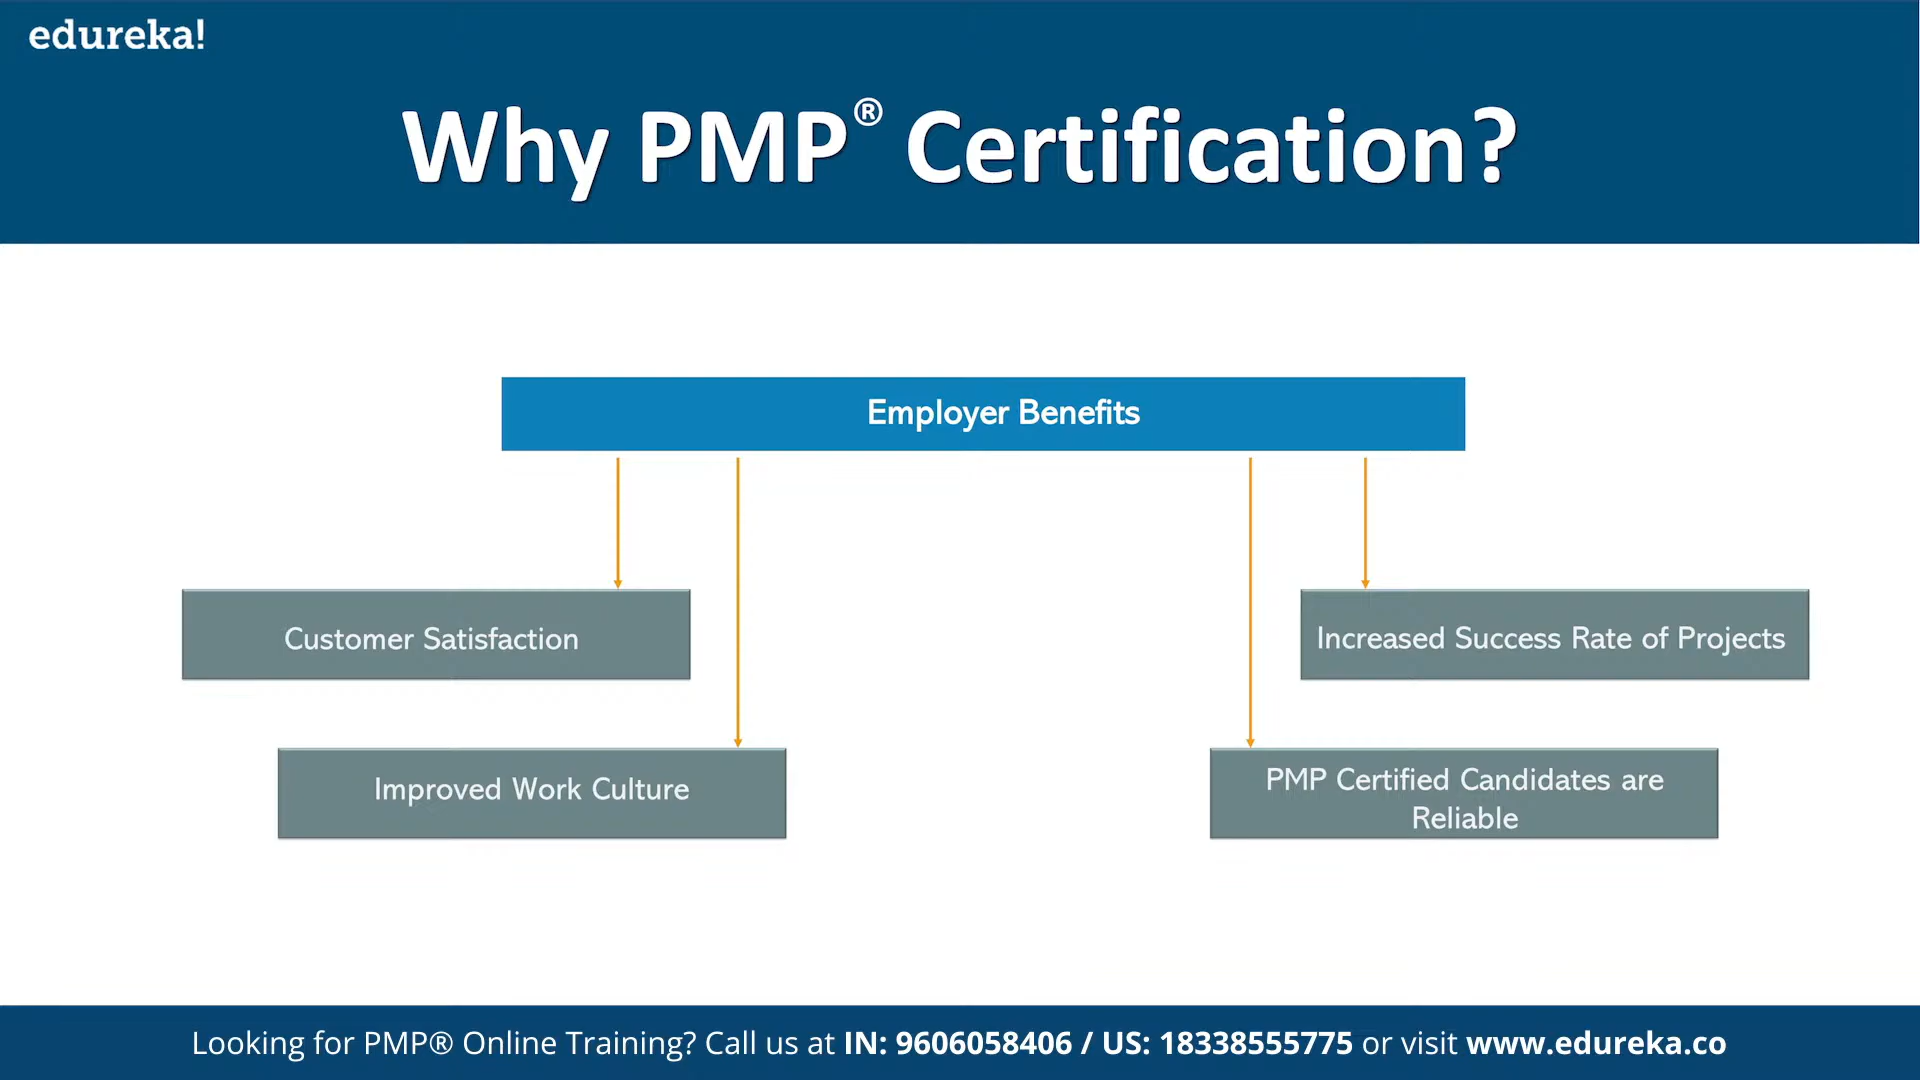 edureka!
Why PMP® Certification?
Employer Benefits
Customer Satisfaction
Increased Success Rate of Projects
Improved Work Culture
PMP Certified Candidates are
Reliable
Looking for PMP® Online Training? Call us at IN: 9606058406 / US: 18338555775 or visit www.edureka.co